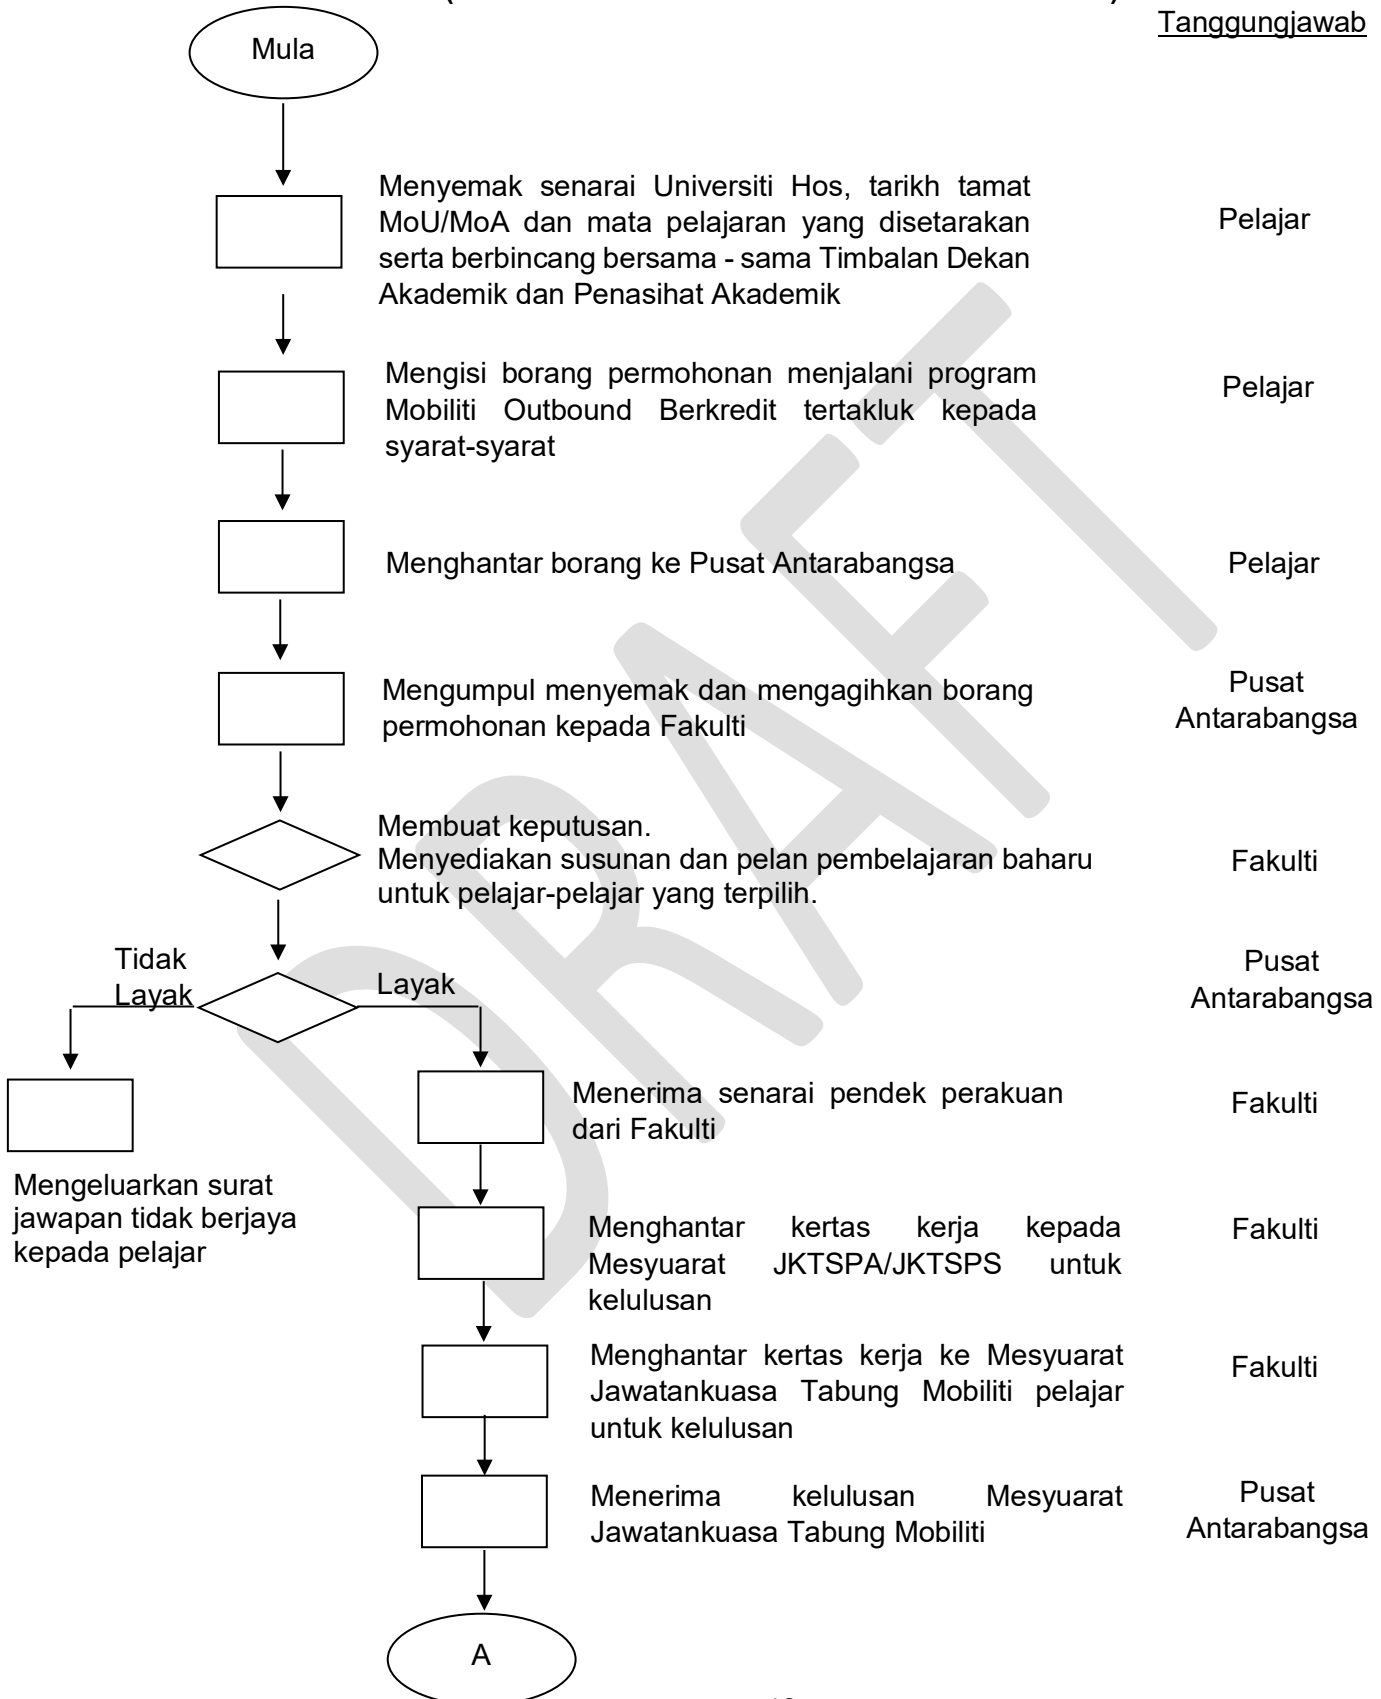 Tanggungjawab
Mula
Menyemak senarai Universiti Hos, tarikh tamat
MoU/MoA dan mata pelajaran yang disetarakan
serta berbincang bersama - sama Timbalan Dekan
Akademik dan Penasihat Akademik
Pelajar
Mengisi borang permohonan menjalani program
Mobiliti Outbound Berkredit tertakluk kepada
syarat-syarat
Pelajar
Menghantar borang ke Pusat Antarabangsa
Pelajar
Mengumpul menyemak dan mengagihkan borang
permohonan kepada Fakulti
Pusat
Antarabangsa
Membuat keputusan.
Menyediakan susunan dan pelan pembelajaran baharu
untuk pelajar-pelajar yang terpilih.
Fakulti
Tidak
Layak
Layak
Pusat
Antarabangsa
Menerima senarai pendek perakuan
dari Fakulti
Fakulti
Mengeluarkan surat
jawapan tidak berjaya
kepada pelajar
Menghantar kertas kerja kepada
Mesyuarat JKTSPA/JKTSPS untuk
kelulusan
Fakulti
Menghantar kertas kerja ke Mesyuarat
Jawatankuasa Tabung Mobiliti pelajar
untuk kelulusan
Fakulti
Menerima kelulusan Mesyuarat
Jawatankuasa Tabung Mobiliti
Pusat
Antarabangsa
A
DRAFT